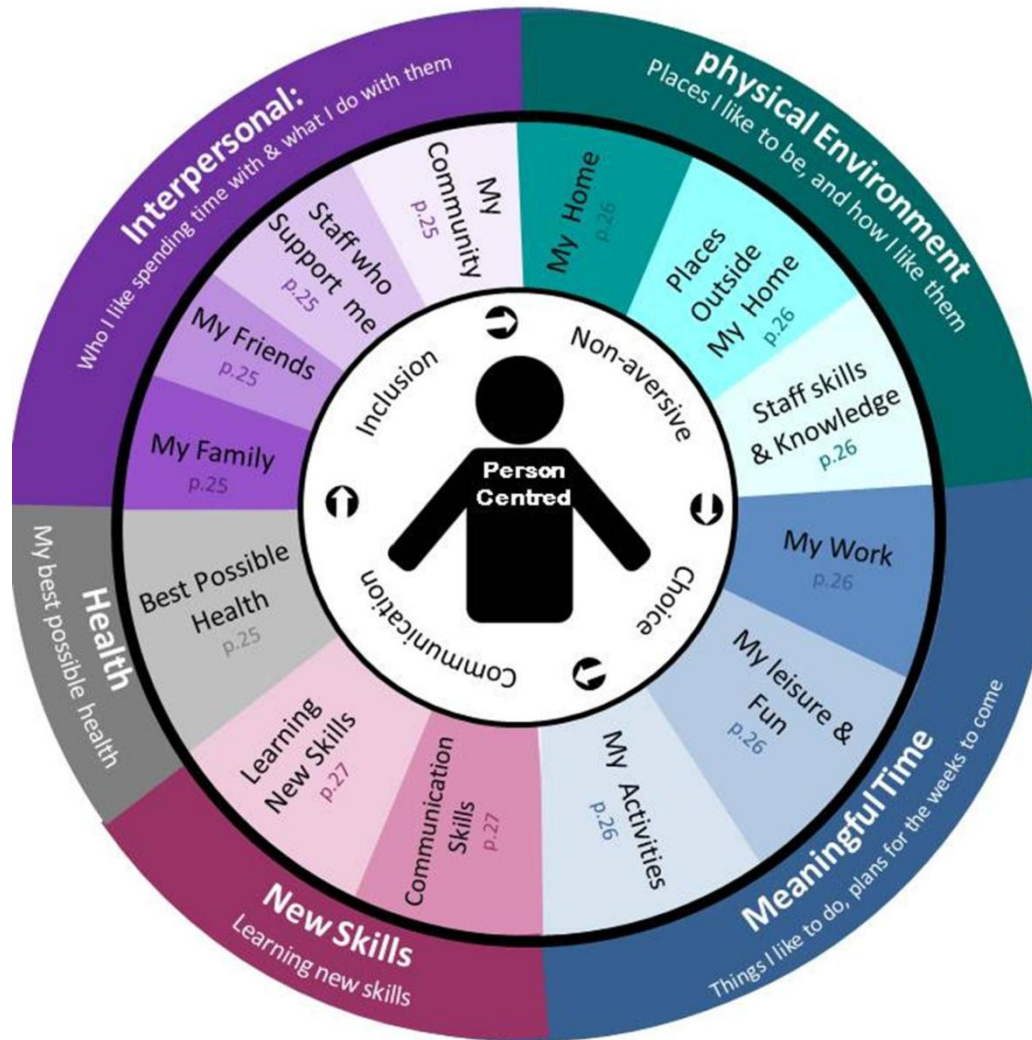 Interpersonal:
Who I like spending time with & what I do with them
physical Environment
Places I like to be, and how I like them
Meaningful Time
Things I like to do, plans for the weeks to come
New Skills
Learning new skills
Health
My best possible health
My
Community
p.25
Staff who
Support me
p.25
My Friends
p.25
My Family
p.25
My Home
p.26
Places
Outside
My Home
p.26
Staff skills
& Knowledge
p.26
My Work
p.26
My leisure &
Fun
p.26
My Activities
p.26
Communication
Skills
p.27
Learning
New Skills
p.27
Best Possible
Health
p.25
Inclusion
Non-aversive
Choice
Communication
Person
Centred